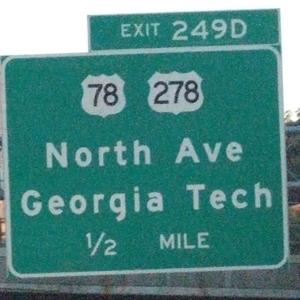 EXIT 249D
78 278
North Ave
Georgia Tech
1/2 MILE